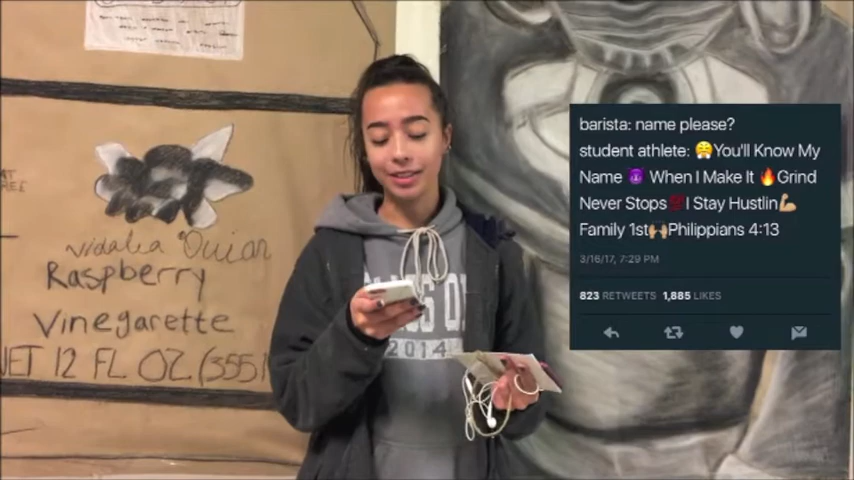 Vidalia Onion
Raspberry
Vinegarette
NET 12 FL OZ. (355
CLASS OF
2014
barista: name please?
student athlete: 😤You'll Know My
Name 😈 When I Make It 🔥Grind
Never Stops💯I Stay Hustlin💪🏼
Family 1st🙌🏼Philippians 4:13
3/16/17, 7:29 PM
823 RETWEETS 1,885 LIKES